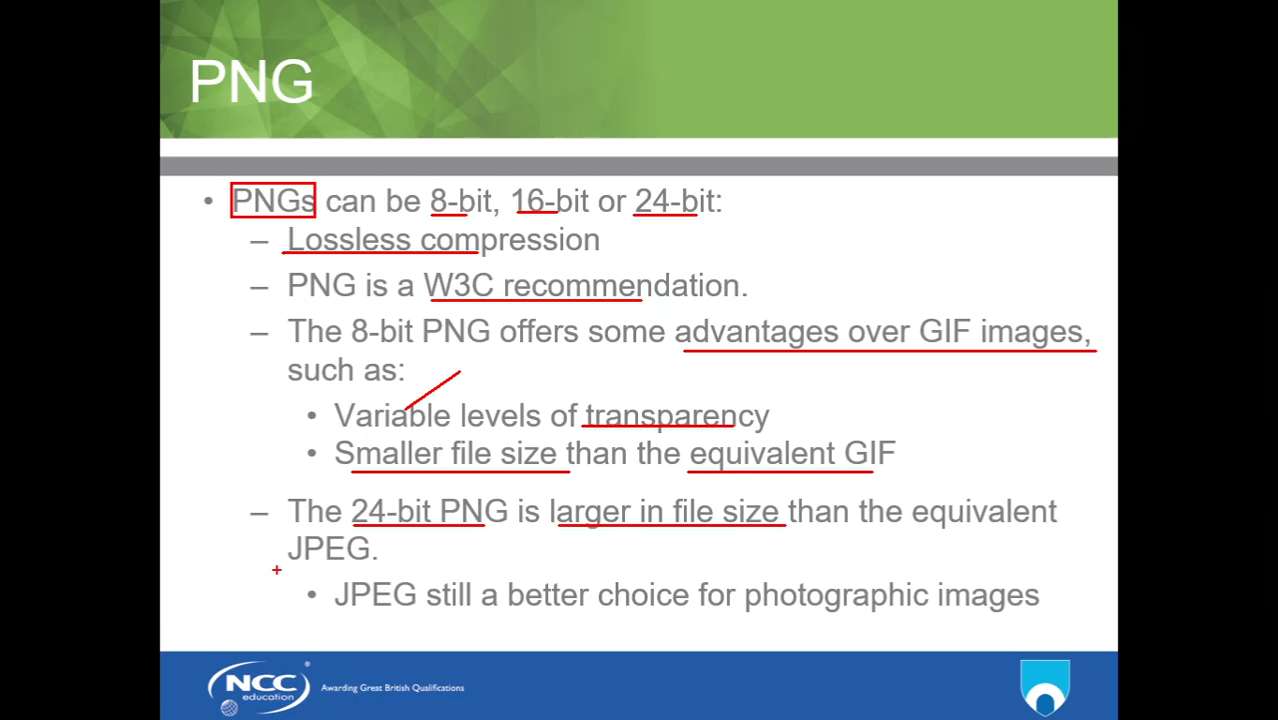 PNG
• PNGs can be 8-bit, 16-bit or 24-bit:
– Lossless compression
– PNG is a W3C recommendation.
– The 8-bit PNG offers some advantages over GIF images,
such as:
• Variable levels of transparency
• Smaller file size than the equivalent GIF
– The 24-bit PNG is larger in file size than the equivalent
JPEG.
• JPEG still a better choice for photographic images
NCC
education
Awarding Great British Qualifications